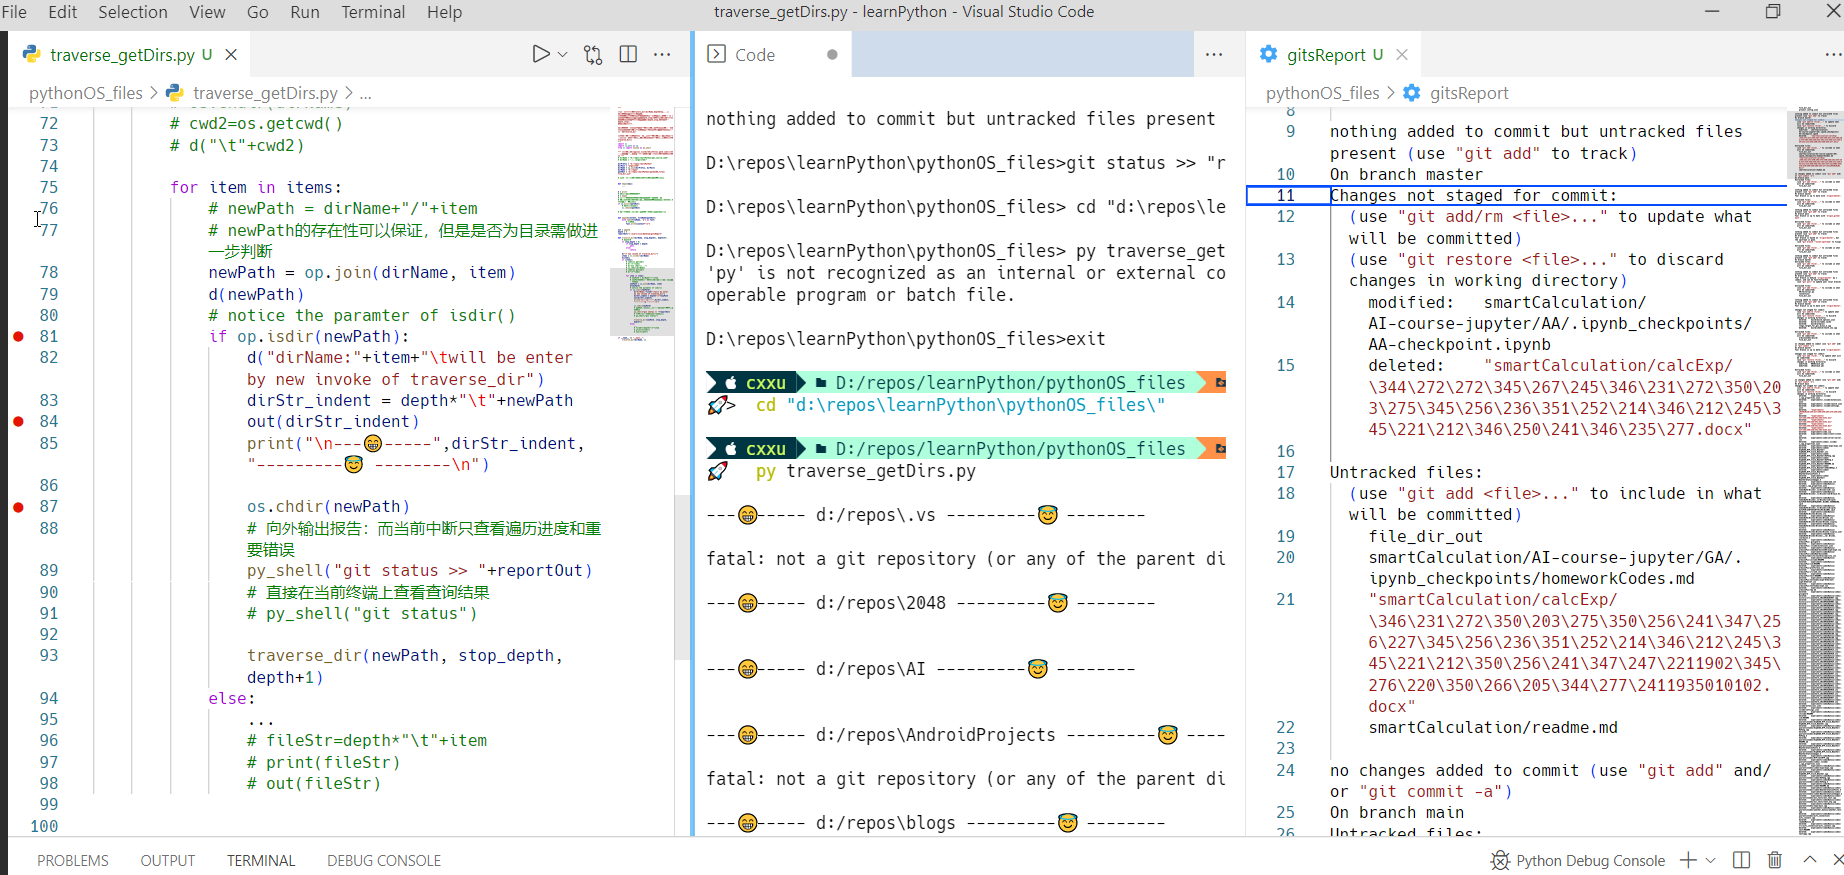 File Edit Selection View Go Run Terminal Help
traverse_getDirs.py - learnPython - Visual Studio Code
traverse_getDirs.py U
pythonOS_files > traverse_getDirs.py > ...
72 # cwd2=os.getcwd()
73 # d("\t"+cwd2)
74
75 for item in items:
76 # newPath = dirName+"/"+item
77 # newPath的存在性可以保证，但是是否为目录需做进
一步判断
78 newPath = op.join(dirName, item)
79 d(newPath)
80 # notice the paramter of isdir()
81 if op.isdir(newPath):
82 d("dirName:"+item+"\twill be enter
by new invoke of traverse_dir")
83 dirStr_indent = depth*"\t"+newPath
84 out(dirStr_indent)
85 print("\n---😁-----",dirStr_indent,
"---------😇 --------\n")
86
87 os.chdir(newPath)
88 # 向外输出报告：而当前中断只查看遍历进度和重
要错误
89 py_shell("git status >> "+reportOut)
90 # 直接在当前终端上查看查询结果
91 # py_shell("git status")
92
93 traverse_dir(newPath, stop_depth,
depth+1)
94 else:
95 ...
96 # fileStr=depth*"\t"+item
97 # print(fileStr)
98 # out(fileStr)
99
100
Code
nothing added to commit but untracked files present
D:\repos\learnPython\pythonOS_files>git status >> "r
D:\repos\learnPython\pythonOS_files> cd "d:\repos\le
D:\repos\learnPython\pythonOS_files> py traverse_get
'py' is not recognized as an internal or external co
operable program or batch file.
D:\repos\learnPython\pythonOS_files>exit
cxxu D:/repos/learnPython/pythonOS_files
🚀> cd "d:\repos\learnPython\pythonOS_files\"
cxxu D:/repos/learnPython/pythonOS_files
🚀 py traverse_getDirs.py
---😁----- d:/repos\.vs ---------😇 --------
fatal: not a git repository (or any of the parent di
---😁----- d:/repos\2048 ---------😇 --------
---😁----- d:/repos\AI ---------😇 --------
---😁----- d:/repos\AndroidProjects ---------😇 ----
fatal: not a git repository (or any of the parent di
---😁----- d:/repos\blogs ---------😇 --------
gitsReport U
pythonOS_files > gitsReport
8
9 nothing added to commit but untracked files
present (use "git add" to track)
10 On branch master
11 Changes not staged for commit:
12 (use "git add/rm <file>..." to update what
will be committed)
13 (use "git restore <file>..." to discard
changes in working directory)
14 modified: smartCalculation/
AI-course-jupyter/AA/.ipynb_checkpoints/
AA-checkpoint.ipynb
15 deleted: "smartCalculation/calcExp/
\344\272\272\345\267\245\346\231\272\350\20
3\275\345\256\236\351\252\214\346\212\245\3
45\221\212\346\250\241\346\235\277.docx"
16
17 Untracked files:
18 (use "git add <file>..." to include in what
will be committed)
19 file_dir_out
20 smartCalculation/AI-course-jupyter/GA/.
ipynb_checkpoints/homeworkCodes.md
21 "smartCalculation/calcExp/
\346\231\272\350\203\275\350\256\241\347\256
6\227\345\256\236\351\252\214\346\212\245\3
45\221\212\350\256\241\347\247\2211902\345\
276\220\350\266\205\344\277\2411935010102.
docx"
22 smartCalculation/readme.md
23
24 no changes added to commit (use "git add" and/
or "git commit -a")
25 On branch main
26 Untracked files:
PROBLEMS OUTPUT TERMINAL DEBUG CONSOLE
Python Debug Console